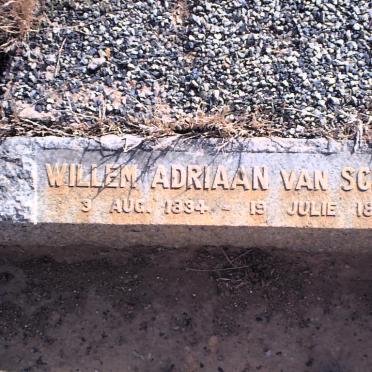 WILLEM ADRIAAN VAN SC
3 AUG. 1834 - 19 JULIE 18